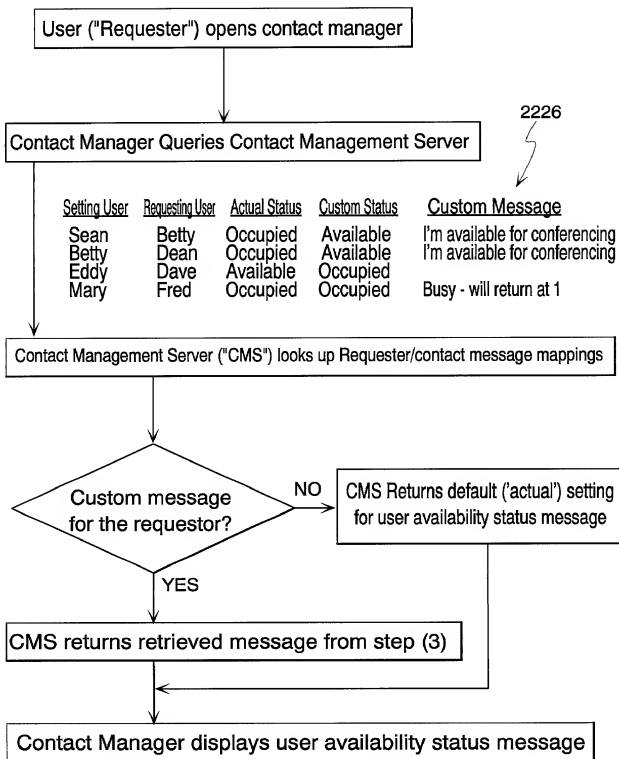 User ("Requester") opens contact manager
Contact Manager Queries Contact Management Server
2226
Setting User Requesting User Actual Status Custom Status Custom Message
Sean Betty Occupied Available I'm available for conferencing
Betty Dean Occupied Available I'm available for conferencing
Eddy Dave Available Occupied
Mary Fred Occupied Occupied Busy - will return at 1
Contact Management Server ("CMS") looks up Requester/contact message mappings
Custom message
for the requestor?
NO
CMS Returns default ('actual') setting
for user availability status message
YES
CMS returns retrieved message from step (3)
Contact Manager displays user availability status message